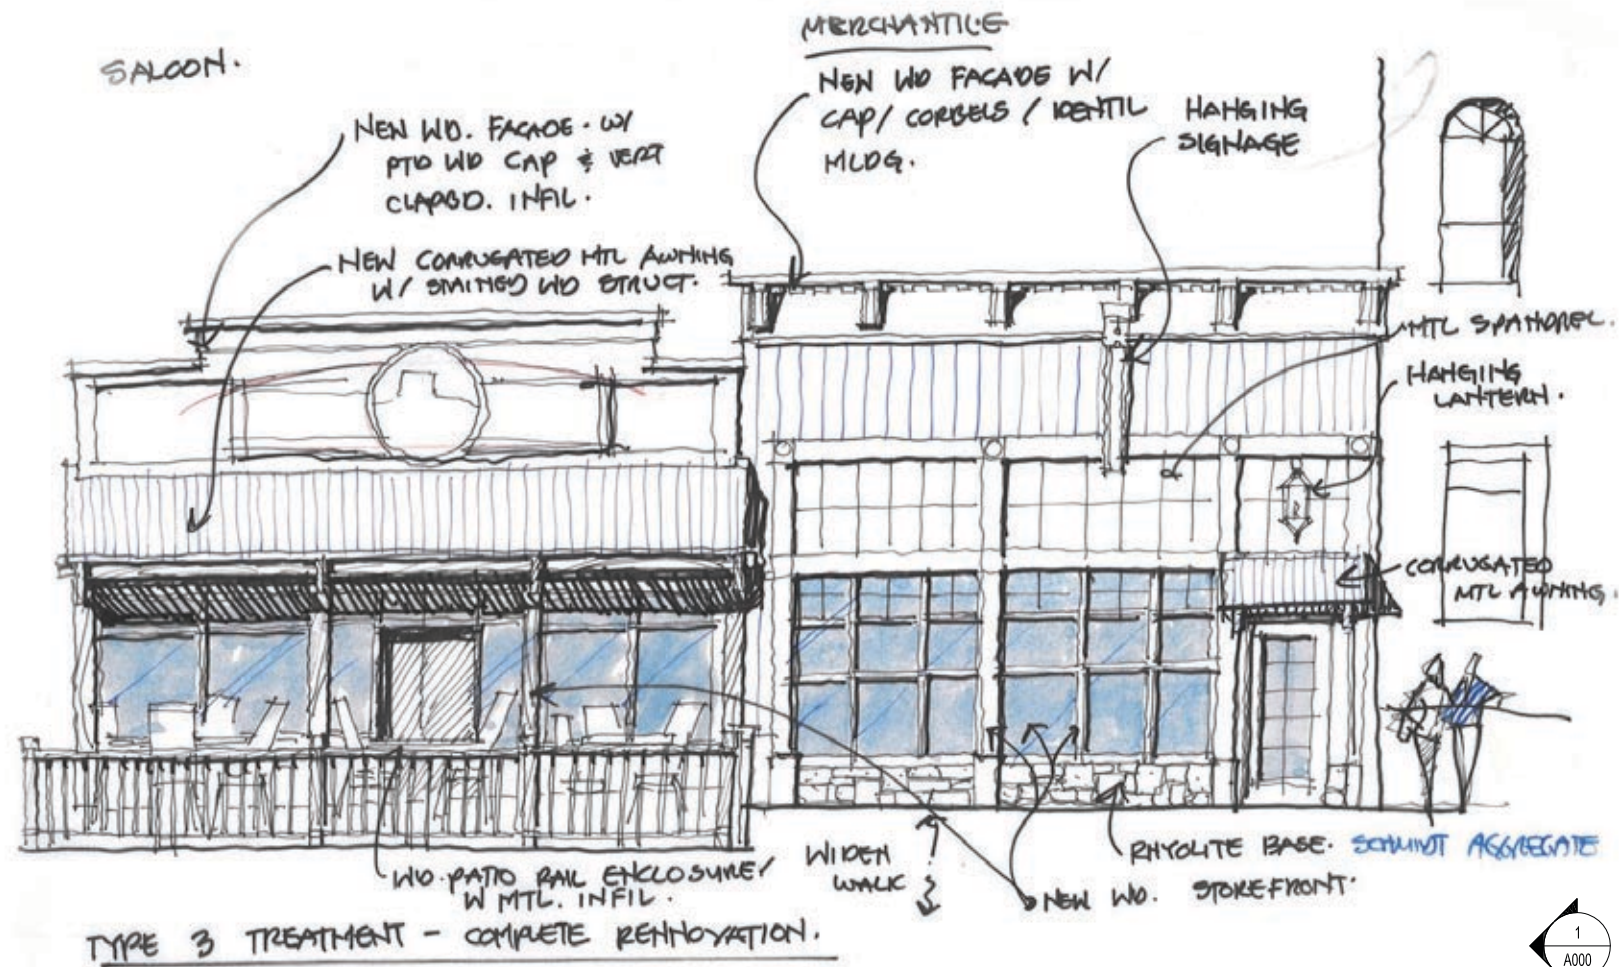 SALOON.
MERCHANTILE
NEW WD FACADE W/
CAP/ CORBELS / IDENTIL
MLDG.
HANGING
SIGNAGE
NEW WD. FACADE. W/
PTD WD CAP & VERT
CLAPBD. INFIL.
NEW CORRUGATED MTL AWNING
W/ STAINED WD STRUCT.
MTL SPANDREL.
HANGING
LANTERN.
CORRUGATED
MTL AWNING.
WD. PATIO RAIL ENCLOSURE/
W MTL. INFIL.
WIDEN
WALK
RHYOLITE BASE. SCHMIDT AGGREGATE
NEW WD. STOREFRONT.
TYPE 3 TREATMENT - COMPLETE RENNOVATION.
1
A000